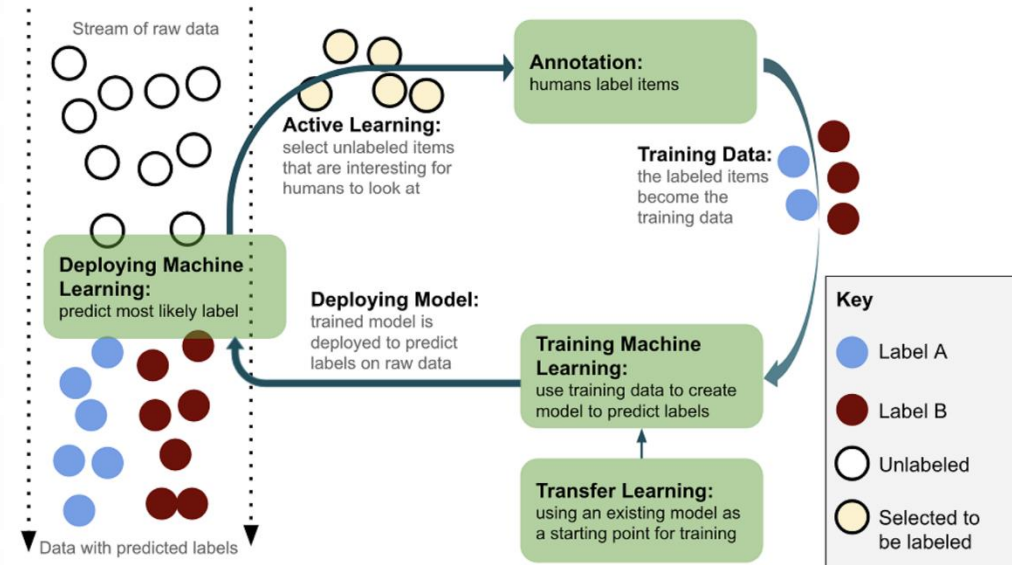 Stream of raw data
Active Learning:
select unlabeled items
that are interesting for
humans to look at
Annotation:
humans label items
Training Data:
the labeled items
become the
training data
Deploying Machine
Learning:
predict most likely label
Deploying Model:
trained model is
deployed to predict
labels on raw data
Training Machine
Learning:
use training data to create
model to predict labels
Transfer Learning:
using an existing model as
a starting point for training
Data with predicted labels
Key
Label A
Label B
Unlabeled
Selected to
be labeled